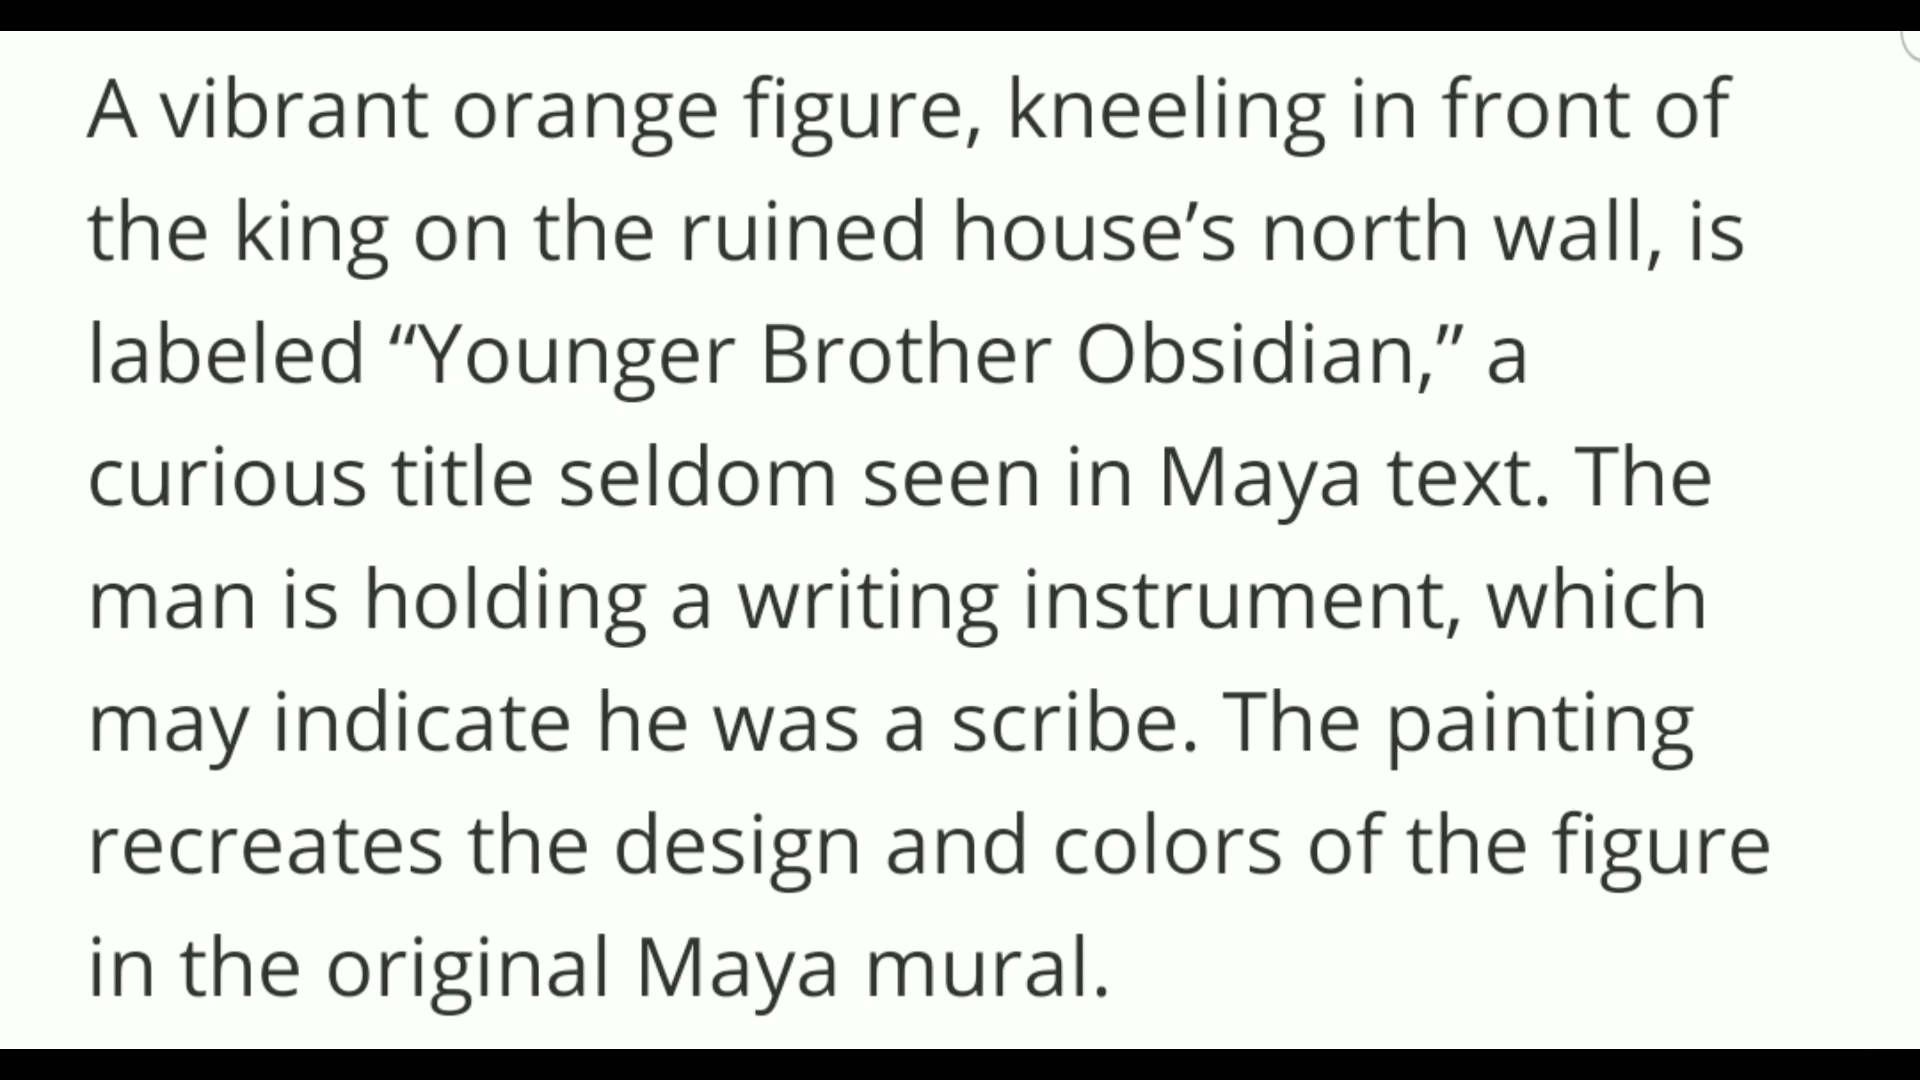 A vibrant orange figure, kneeling in front of
the king on the ruined house’s north wall, is
labeled “Younger Brother Obsidian,” a
curious title seldom seen in Maya text. The
man is holding a writing instrument, which
may indicate he was a scribe. The painting
recreates the design and colors of the figure
in the original Maya mural.